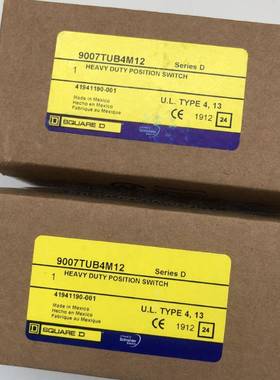 9007TUB4M12 Series D
1 HEAVY DUTY POSITION SWITCH
41941190-001
Made in Mexico
Hecho en Mexico
Fabriqué au Mexique
U.L. TYPE 4, 13
CE 1912 24
SQUARE D
Schneider
9007TUB4M12 Series D
1 HEAVY DUTY POSITION SWITCH
41941190-001
Made in Mexico
Hecho en Mexico
Fabriqué au Mexique
U.L. TYPE 4, 13
CE 1912 24
SQUARE D
Schneider